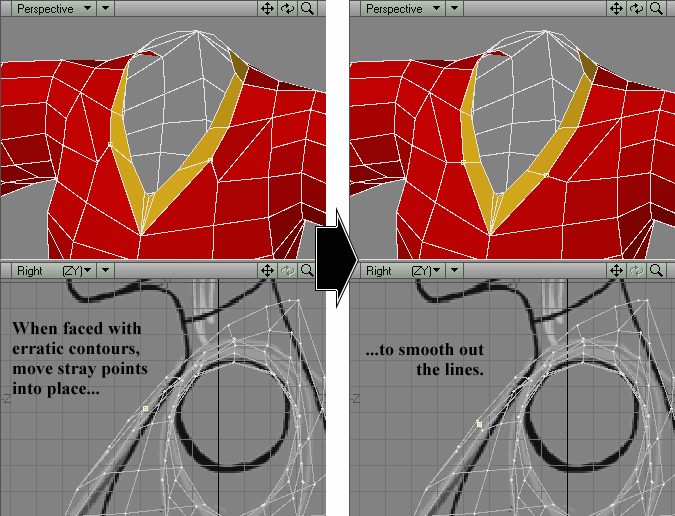 Perspective
Perspective
Right (ZY)
Right (ZY)
When faced with
erratic contours,
move stray points
into place...
...to smooth out
the lines.
-Z
-Z